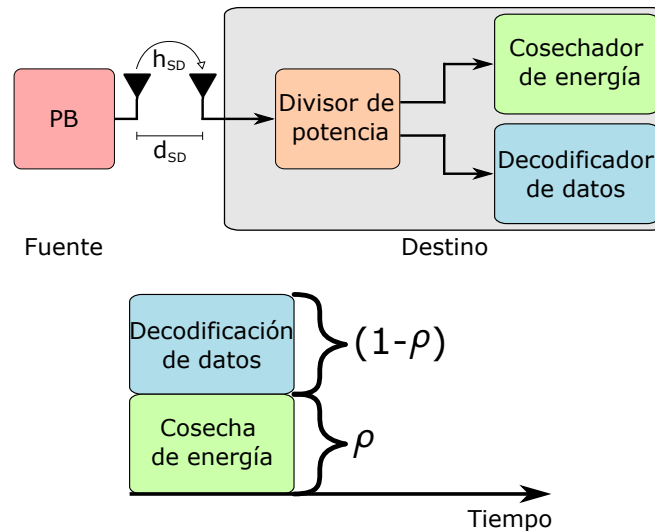 h_SD
PB
d_SD
Divisor de
potencia
Cosechador
de energía
Decodificador
de datos
Fuente
Destino
Decodificación
de datos
(1-ρ)
Cosecha
de energía
ρ
Tiempo